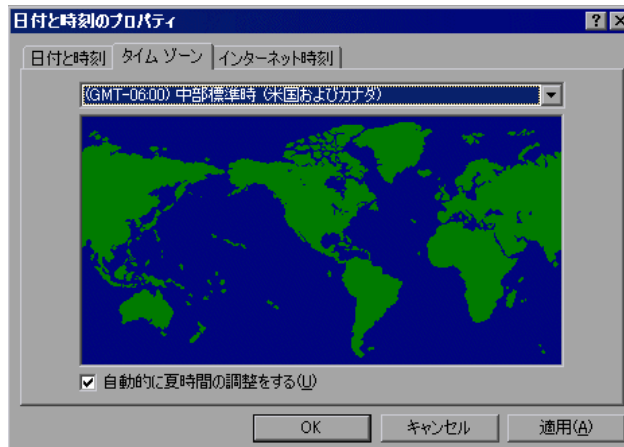 日付と時刻のプロパティ
日付と時刻 タイム ゾーン インターネット時刻
(GMT-06:00) 中部標準時 (米国およびカナダ)
自動的に夏時間の調整をする(U)
OK キャンセル 適用(A)